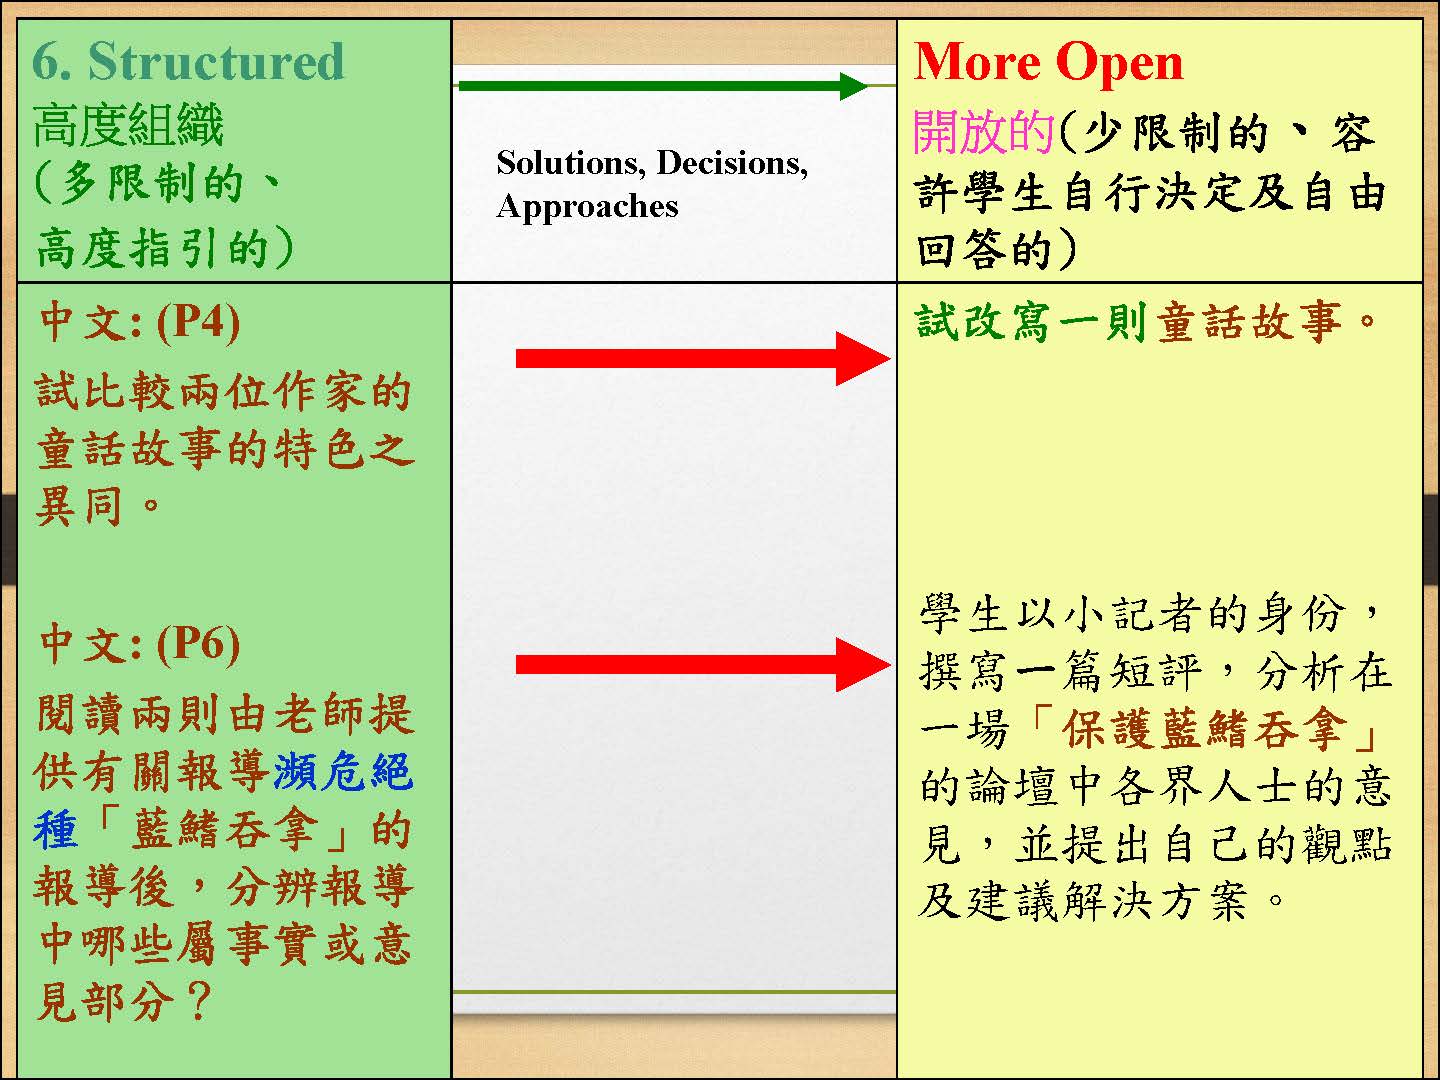 6. Structured
高度組織
(多限制的、
高度指引的)
Solutions, Decisions,
Approaches
More Open
開放的(少限制的、容
許學生自行決定及自由
回答的)
中文: (P4)
試比較兩位作家的
童話故事的特色之
異同。
試改寫一則童話故事。
中文: (P6)
閱讀兩則由老師提
供有關報導瀕危絕
種「藍鰭吞拿」的
報導後，分辨報導
中哪些屬事實或意
見部分？
學生以小記者的身份，
撰寫一篇短評，分析在
一場「保護藍鰭吞拿」
的論壇中各界人士的意
見，並提出自己的觀點
及建議解決方案。